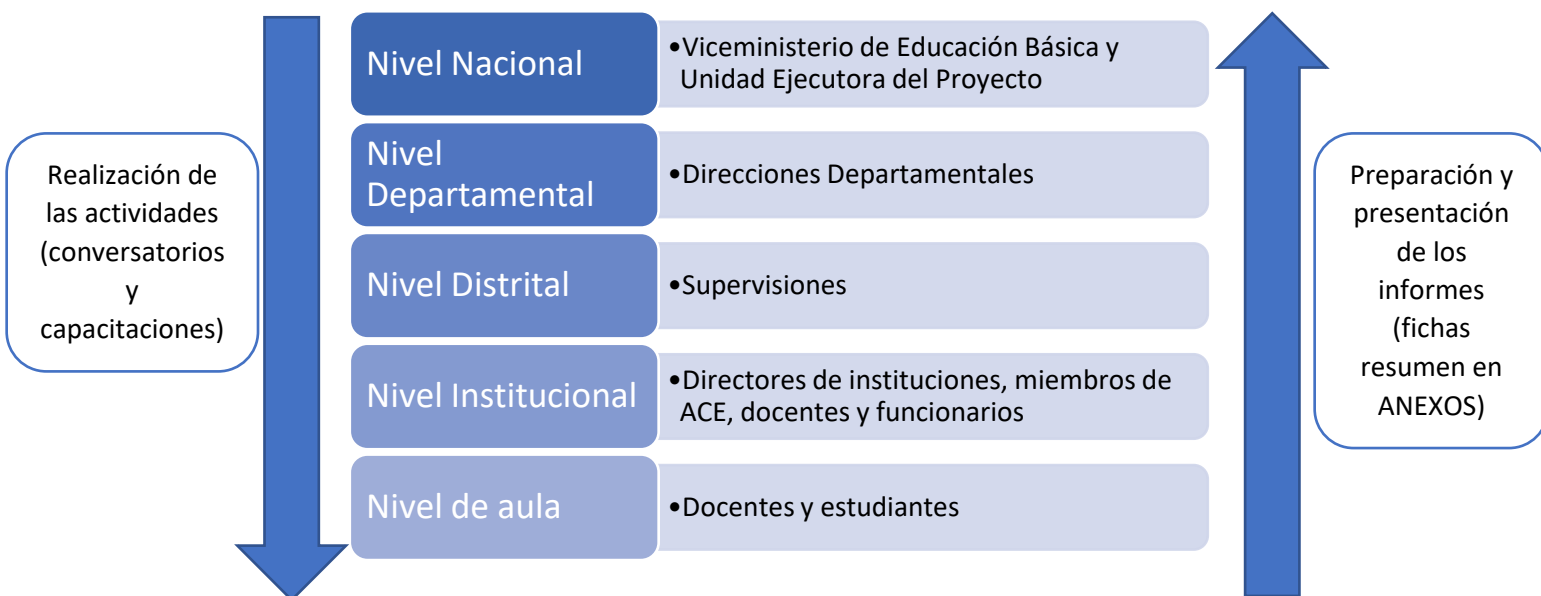 Realización de
las actividades
(conversatorios
y
capacitaciones)
Nivel Nacional
•Viceministerio de Educación Básica y
Unidad Ejecutora del Proyecto
Nivel
Departamental
•Direcciones Departamentales
Nivel Distrital
•Supervisiones
Nivel Institucional
•Directores de instituciones, miembros de
ACE, docentes y funcionarios
Nivel de aula
•Docentes y estudiantes
Preparación y
presentación
de los
informes
(fichas
resumen en
ANEXOS)